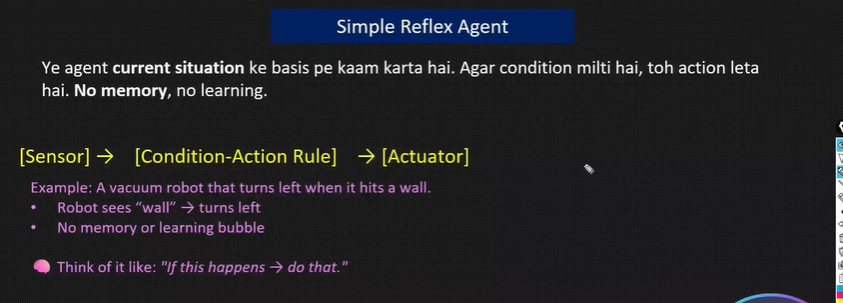 Simple Reflex Agent
Ye agent current situation ke basis pe kaam karta hai. Agar condition milti hai, toh action leta
hai. No memory, no learning.
[Sensor] → [Condition-Action Rule] → [Actuator]
Example: A vacuum robot that turns left when it hits a wall.
• Robot sees “wall” → turns left
• No memory or learning bubble
Think of it like: "If this happens → do that."